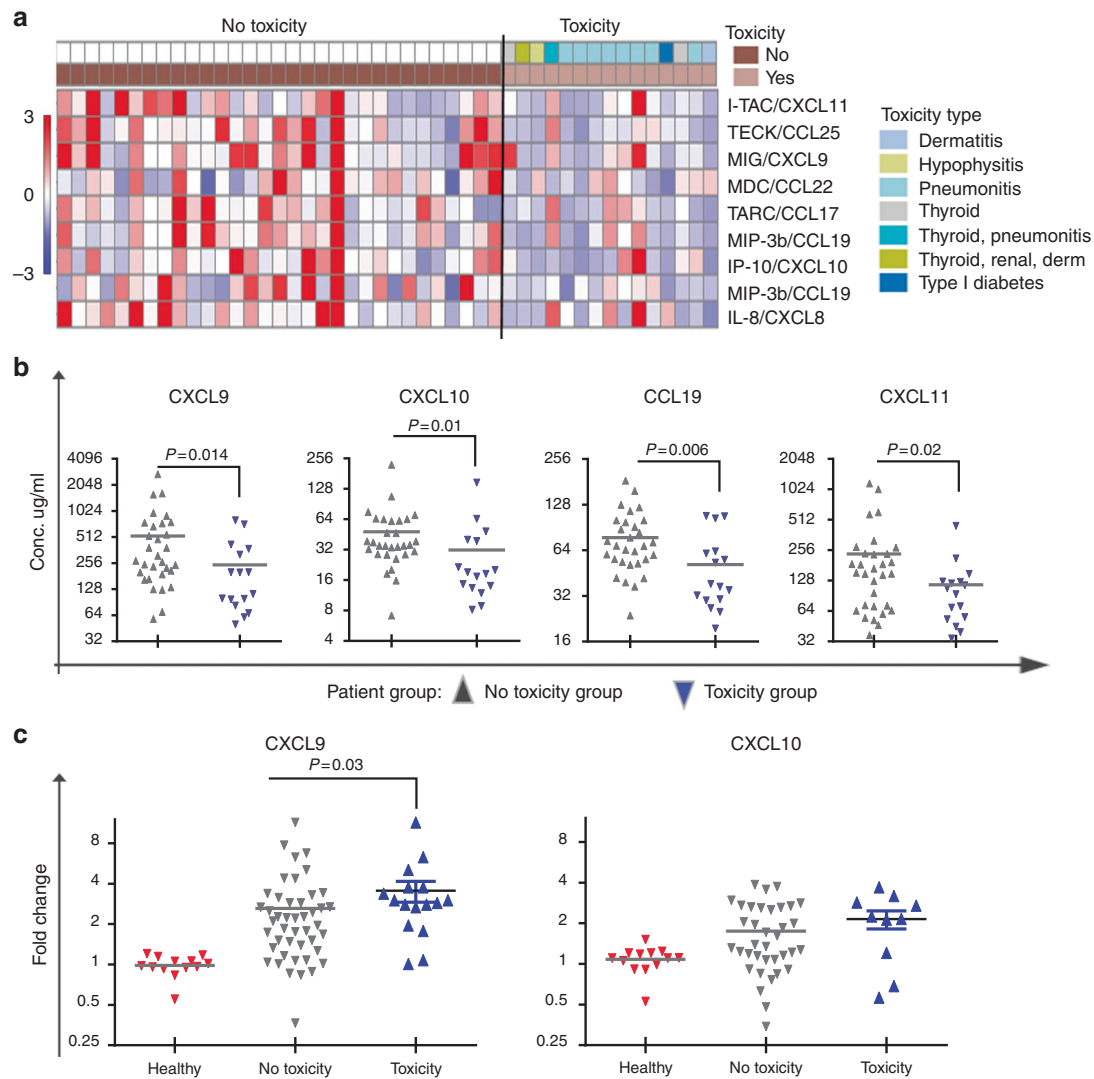 a
No toxicity
Toxicity
Toxicity
No
Yes
3
0
−3
I-TAC/CXCL11
TECK/CCL25
MIG/CXCL9
MDC/CCL22
TARC/CCL17
MIP-3b/CCL19
IP-10/CXCL10
MIP-3b/CCL19
IL-8/CXCL8
Toxicity type
Dermatitis
Hypophysitis
Pneumonitis
Thyroid
Thyroid, pneumonitis
Thyroid, renal, derm
Type I diabetes
b
Conc. ug/ml
CXCL9
P=0.014
4096
2048
1024
512
256
128
64
32
CXCL10
P=0.01
256
128
64
32
16
8
4
CCL19
P=0.006
256
128
64
32
16
CXCL11
P=0.02
2048
1024
512
256
128
64
32
Patient group:
No toxicity group
Toxicity group
c
Fold change
CXCL9
P=0.03
8
4
2
1
0.5
0.25
Healthy
No toxicity
Toxicity
CXCL10
8
4
2
1
0.5
0.25
Healthy
No toxicity
Toxicity